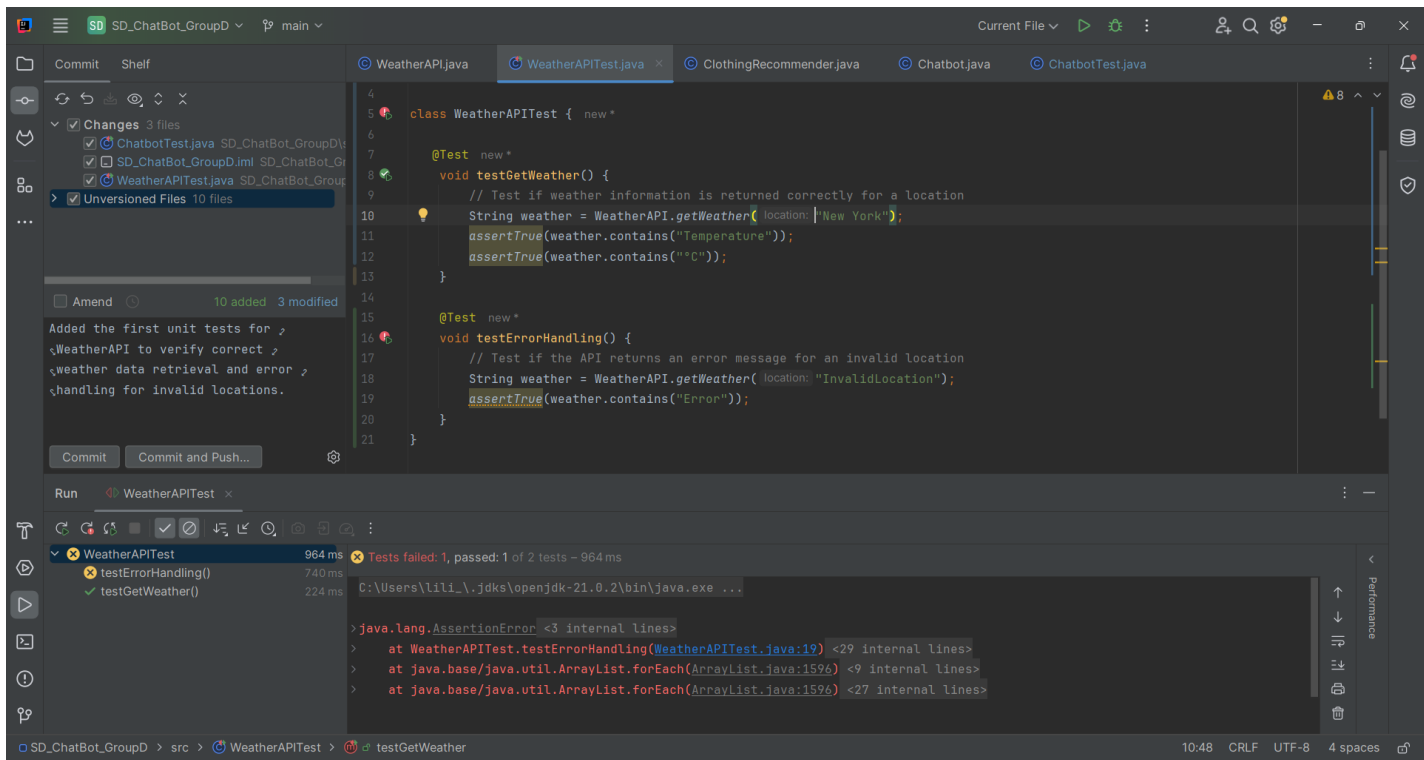 SD SD_ChatBot_GroupD main Current File
Commit Shelf
WeatherAPI.java WeatherAPITest.java ClothingRecommender.java Chatbot.java ChatbotTest.java
Changes 3 files
ChatbotTest.java SD_ChatBot_GroupD\s
SD_ChatBot_GroupD.iml SD_ChatBot_Gr
WeatherAPITest.java SD_ChatBot_Group
Unversioned Files 10 files
Amend 10 added 3 modified
Added the first unit tests for
WeatherAPI to verify correct
weather data retrieval and error
handling for invalid locations.
Commit Commit and Push...
8
4
5 class WeatherAPITest { new *
6
7 @Test new *
8 void testGetWeather() {
9 // Test if weather information is returned correctly for a location
10 String weather = WeatherAPI.getWeather( location: "New York");
11 assertTrue(weather.contains("Temperature"));
12 assertTrue(weather.contains("°C"));
13 }
14
15 @Test new *
16 void testErrorHandling() {
17 // Test if the API returns an error message for an invalid location
18 String weather = WeatherAPI.getWeather( location: "InvalidLocation");
19 assertTrue(weather.contains("Error"));
20 }
21 }
Run WeatherAPITest
WeatherAPITest 964 ms
testErrorHandling() 740 ms
testGetWeather() 224 ms
Tests failed: 1, passed: 1 of 2 tests – 964 ms
C:\Users\lili_\.jdks\openjdk-21.0.2\bin\java.exe ...
java.lang.AssertionError <3 internal lines>
at WeatherAPITest.testErrorHandling(WeatherAPITest.java:19) <29 internal lines>
at java.base/java.util.ArrayList.forEach(ArrayList.java:1596) <9 internal lines>
at java.base/java.util.ArrayList.forEach(ArrayList.java:1596) <27 internal lines>
Performance
SD_ChatBot_GroupD > src > WeatherAPITest > testGetWeather 10:48 CRLF UTF-8 4 spaces